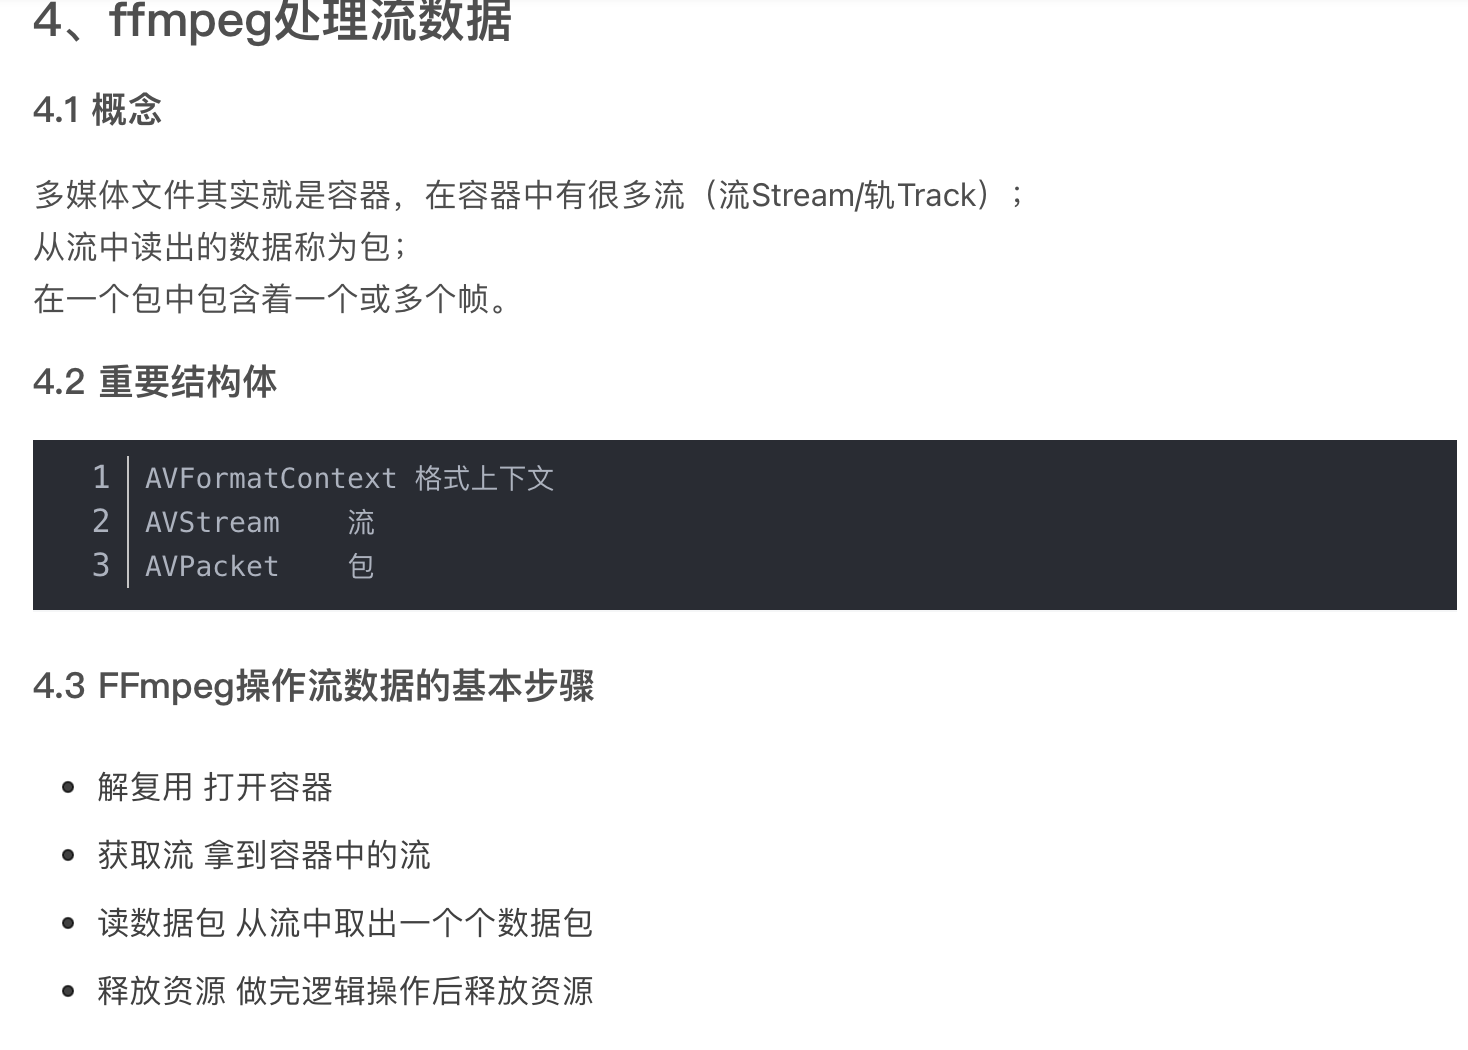 4、ffmpeg处理流数据
4.1 概念
多媒体文件其实就是容器，在容器中有很多流（流Stream/轨Track）；
从流中读出的数据称为包；
在一个包中包含着一个或多个帧。
4.2 重要结构体
1 AVFormatContext 格式上下文
2 AVStream    流
3 AVPacket    包
4.3 FFmpeg操作流数据的基本步骤
• 解复用 打开容器
• 获取流 拿到容器中的流
• 读数据包 从流中取出一个个数据包
• 释放资源 做完逻辑操作后释放资源